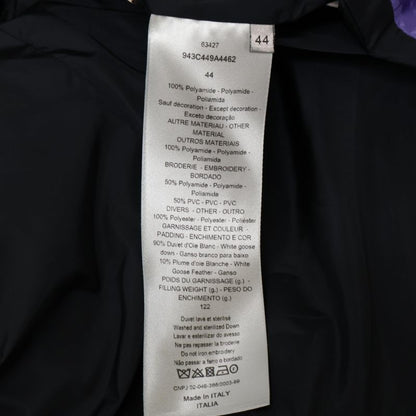 63427
44
943C449A4462
44
100% Polyamide - Polyamide -
Poliamida
Sauf décoration - Except decoration -
Exceto decoração
AUTRE MATERIAU - OTHER
MATERIAL
OUTROS MATERIAIS
100% Polyamide - Polyamide -
Poliamida
BRODERIE - EMBROIDERY -
BORDADO
50% Polyamide - Polyamide -
Poliamida
50% PVC - PVC - PVC
DIVERS - OTHER - OUTRO
100% Polyester - Polyester - Poliéster
GARNISSAGE ET COULEUR -
PADDING - ENCHIMENTO E COR
90% Duvet d'Oie Blanc - White goose
down - Ganso branco para baixo
10% Plume d'Oie Blanche - White
Goose Feather - Ganso
POIDS DU GARNISSAGE (g.) -
FILLING WEIGHT (g.) - PESO DO
ENCHIMENTO (g.)
122
Duvet lavé et stérilisé
Washed and sterilized Down
Lavar e esterilizar do avesso
Ne pas repasser la broderie
Do not iron embroidery
Não passar a ferro o bordado
CNPJ
Made in ITALY
ITALIA